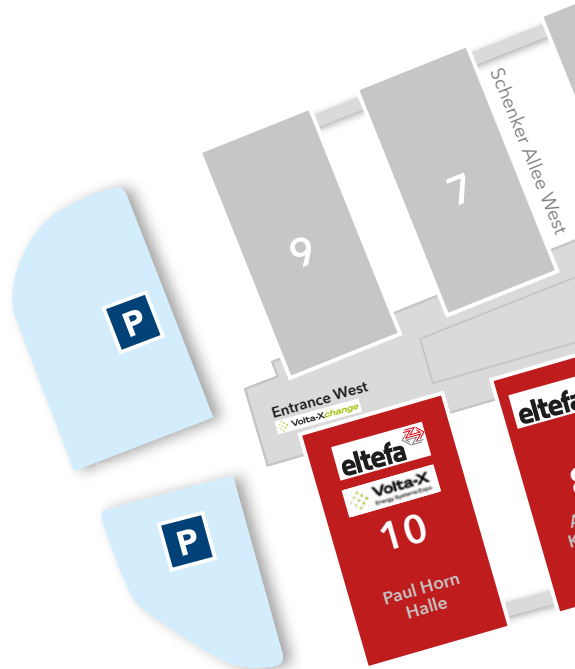 Schenker Allee West
7
9
P
Entrance West
Volta-Xchange
eltefa
Volta-X
Energy Systems Expo
10
Paul Horn
Halle
eltefa
P